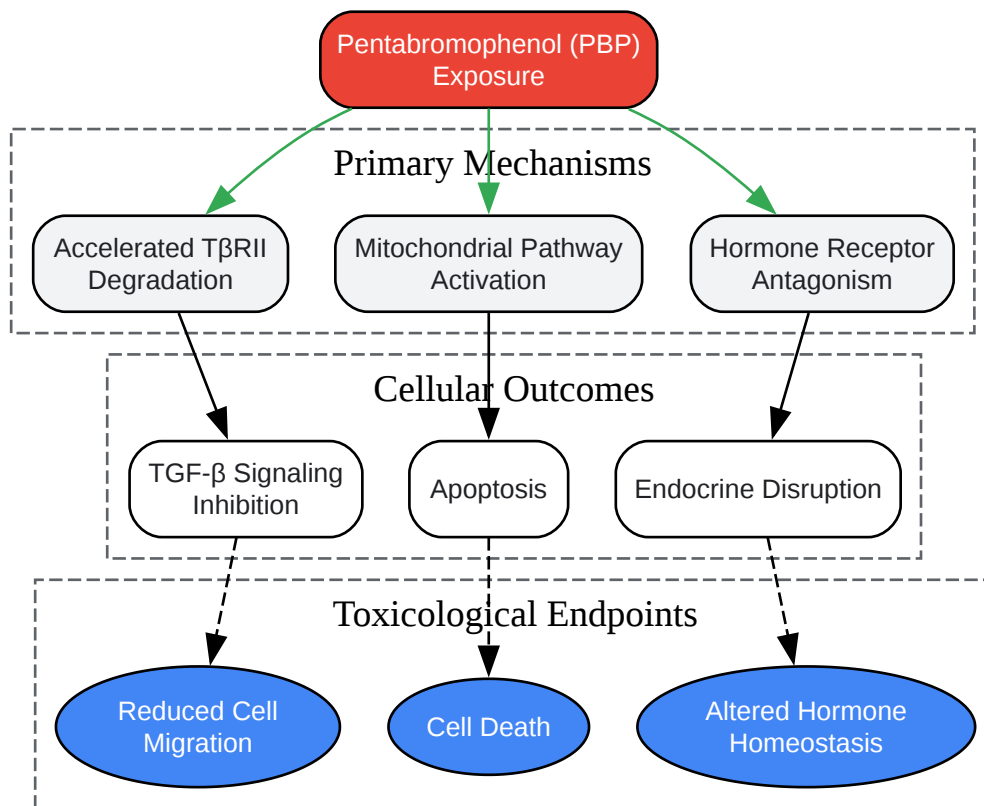 Pentabromophenol (PBP)
Exposure
Primary Mechanisms
Accelerated TβRII
Degradation
Mitochondrial Pathway
Activation
Hormone Receptor
Antagonism
Cellular Outcomes
TGF-β Signaling
Inhibition
Apoptosis
Endocrine Disruption
Toxicological Endpoints
Reduced Cell
Migration
Cell Death
Altered Hormone
Homeostasis